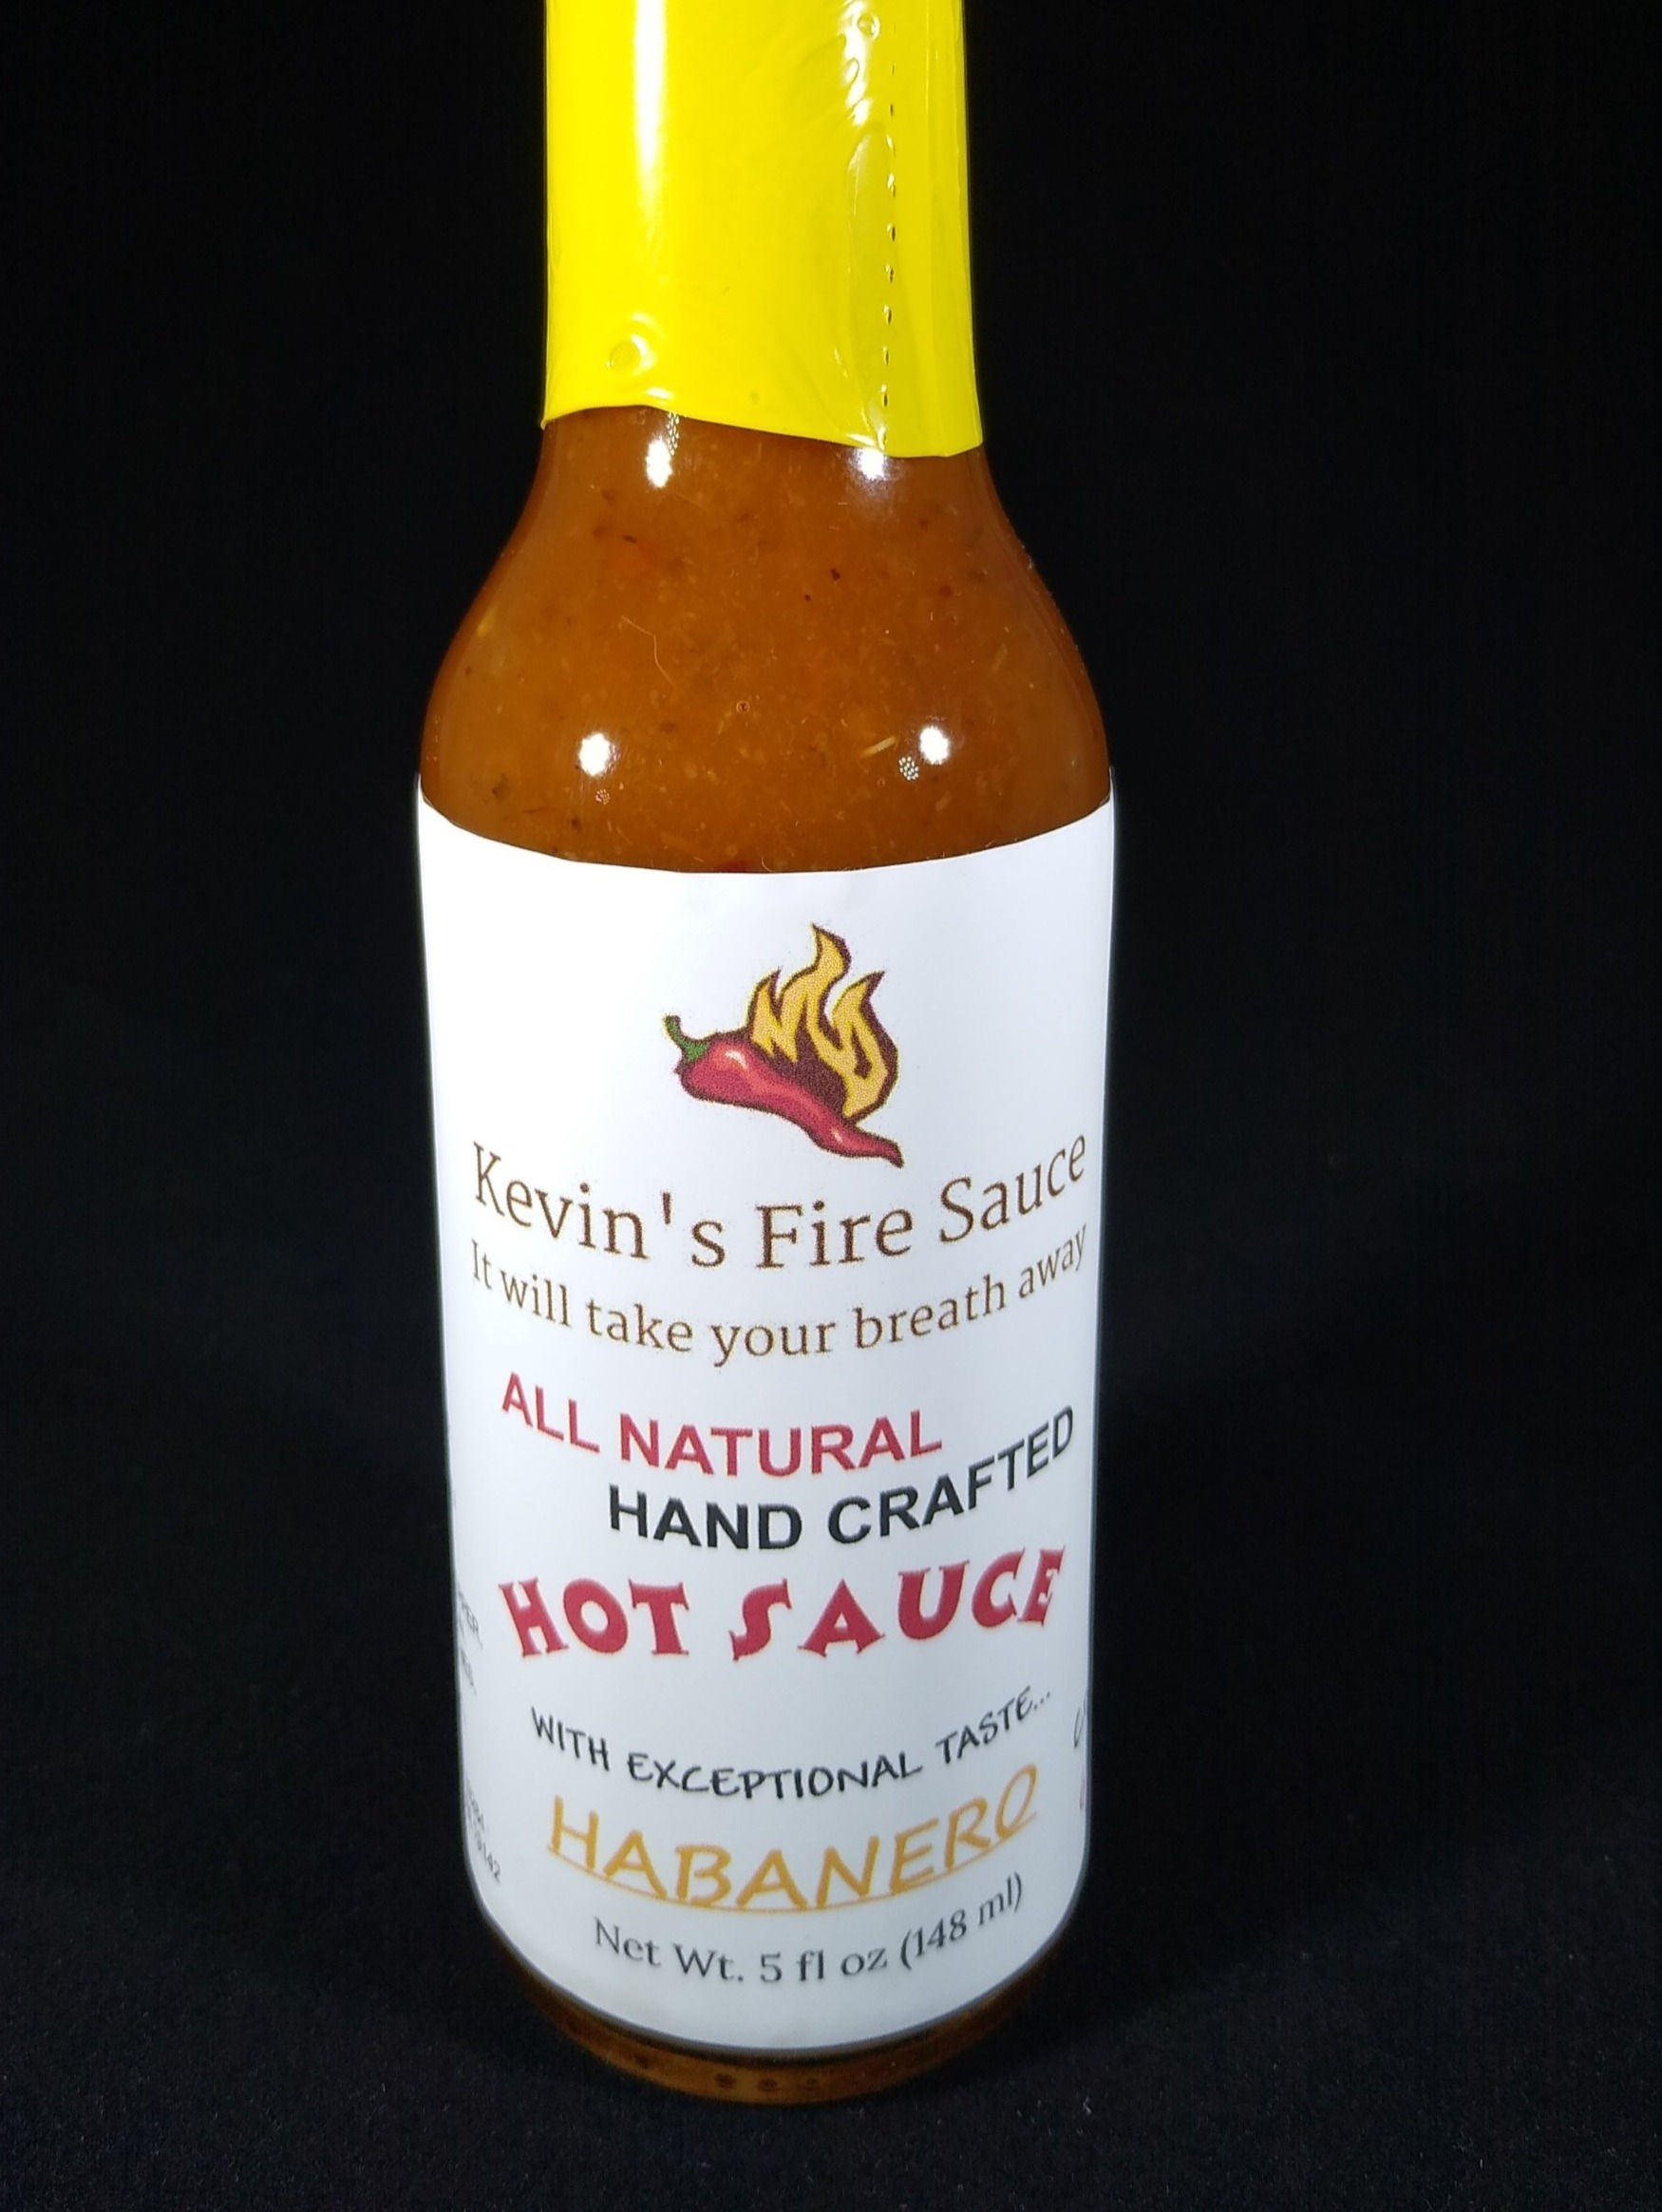 Kevin's Fire Sauce
It will take your breath away
ALL NATURAL
HAND CRAFTED
HOT SAUCE
WITH EXCEPTIONAL TASTE...
HABANERO
Net Wt. 5 fl oz (148 ml)